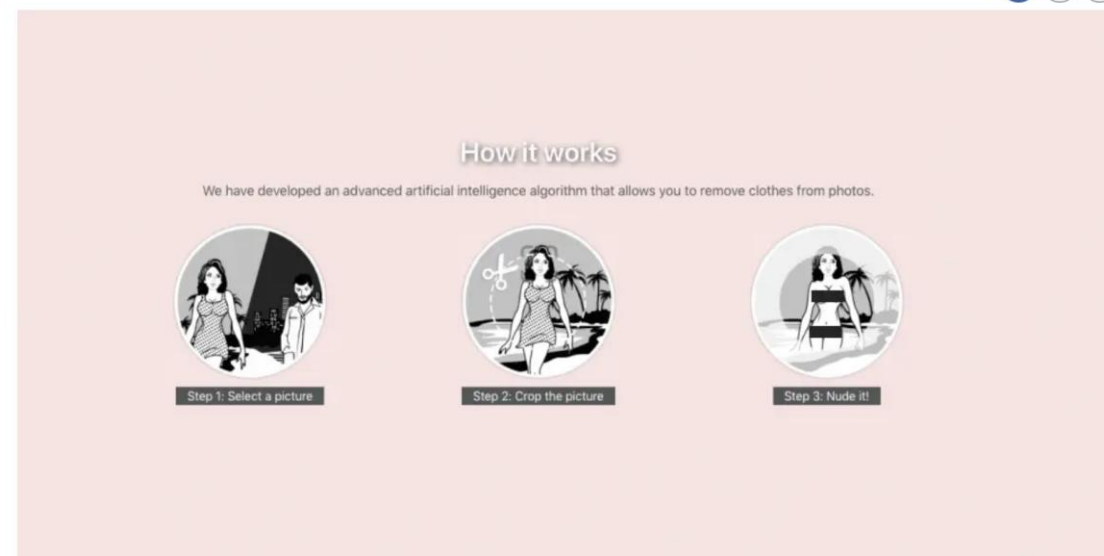 How it works
We have developed an advanced artificial intelligence algorithm that allows you to remove clothes from photos.
Step 1: Select a picture
Step 2: Crop the picture
Step 3: Nude it!